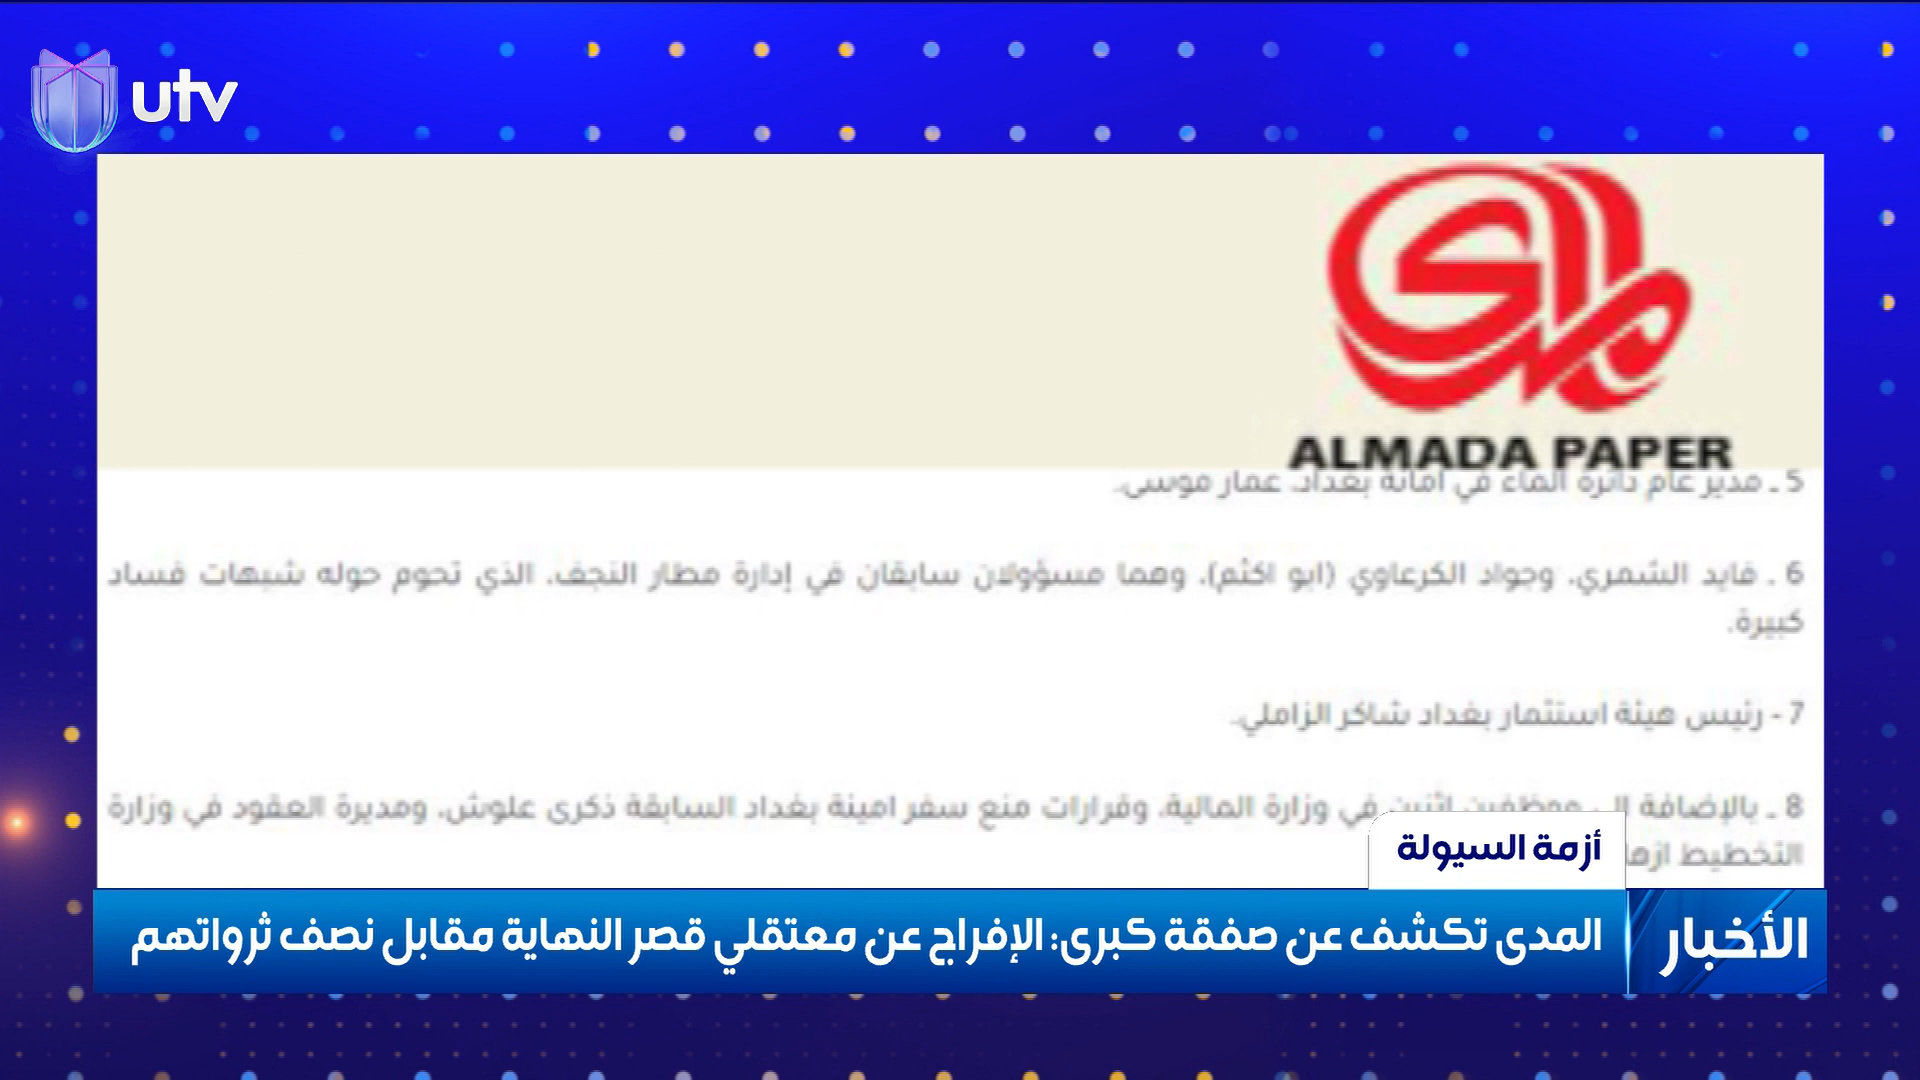 utv
المدى
ALMADA PAPER
5 ـ مدير عام دائرة الماء في امانة بغداد عمار موسى.
6 ـ فايد الشمري، وجواد الكرعاوي (ابو اكثم)، وهما مسؤولان سابقان في إدارة مطار النجف، الذي تحوم حوله شبهات فساد
كبيرة.
7 - رئيس هيئة استثمار بغداد شاكر الزاملي.
8 ـ بالإضافة الى موظفين اثنين في وزارة المالية، وقرارات منع سفر امينة بغداد السابقة ذكرى علوش، ومديرة العقود في وزارة
التخطيط
أزمة السيولة
الأخبار
المدى تكشف عن صفقة كبرى: الإفراج عن معتقلي قصر النهاية مقابل نصف ثرواتهم